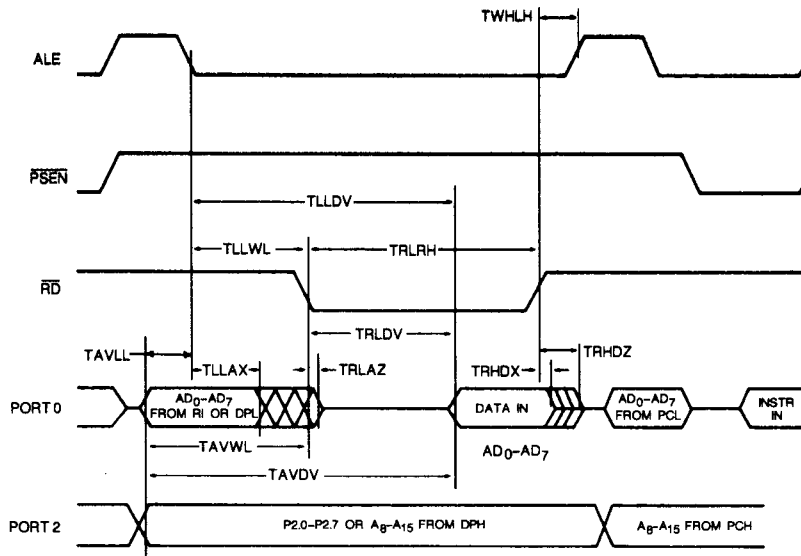 TWHLH
ALE
PSEN
TLLDV
TLLWL
TRLRH
RD
TRLDV
TAVLL
TLLAX
TRLAZ
TRHDX
TRHDZ
PORT 0
AD0–AD7
FROM RI OR DPL
DATA IN
AD0–AD7
FROM PCL
INSTR
IN
TAVWL
AD0–AD7
TAVDV
PORT 2
P2.0–P2.7 OR A8–A15 FROM DPH
A8–A15 FROM PCH